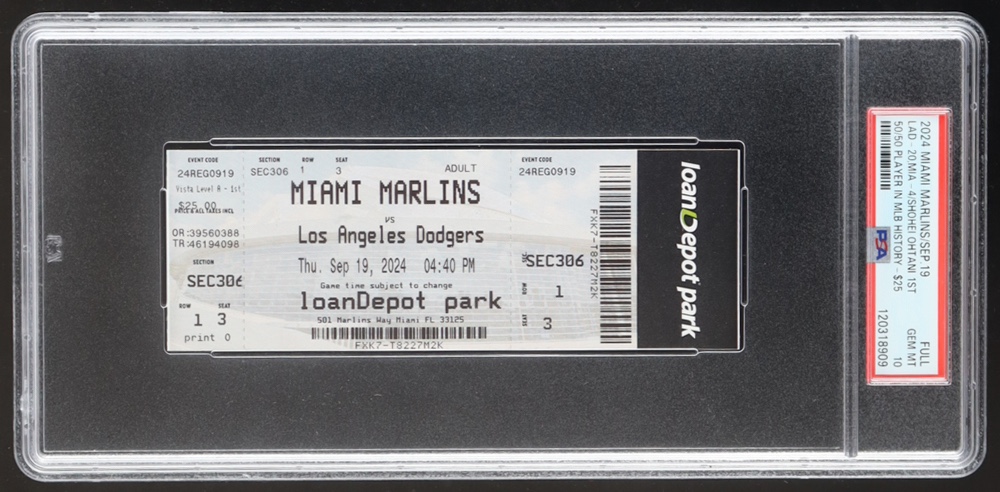 EVENT CODE
24REG0919
Vista Level A - 1st
$25.00
PRICE & ALL TAXES INCL
OR:39560388
TR:46194098
SECTION
SEC306
ROW SEAT
1 3
print 0
SECTION ROW SEAT
SEC306 1 3 ADULT
MIAMI MARLINS
vs
Los Angeles Dodgers
Thu. Sep 19, 2024 04:40 PM
Game time subject to change
loanDepot park
501 Marlins Way Miami FL 33125
FXK7-T8227M2K
EVENT CODE
24REG0919
SEC306
ROW 1
SEAT 3
FXK7-T8227M2K
loanDepot park
2024 MIAMI MARLINS/SEP 19 FULL
LAD - 20/MIA - 4/SHOHEI OHTANI 1ST GEM MT
50/50 PLAYER IN MLB HISTORY - $25 10
PSA
120318909